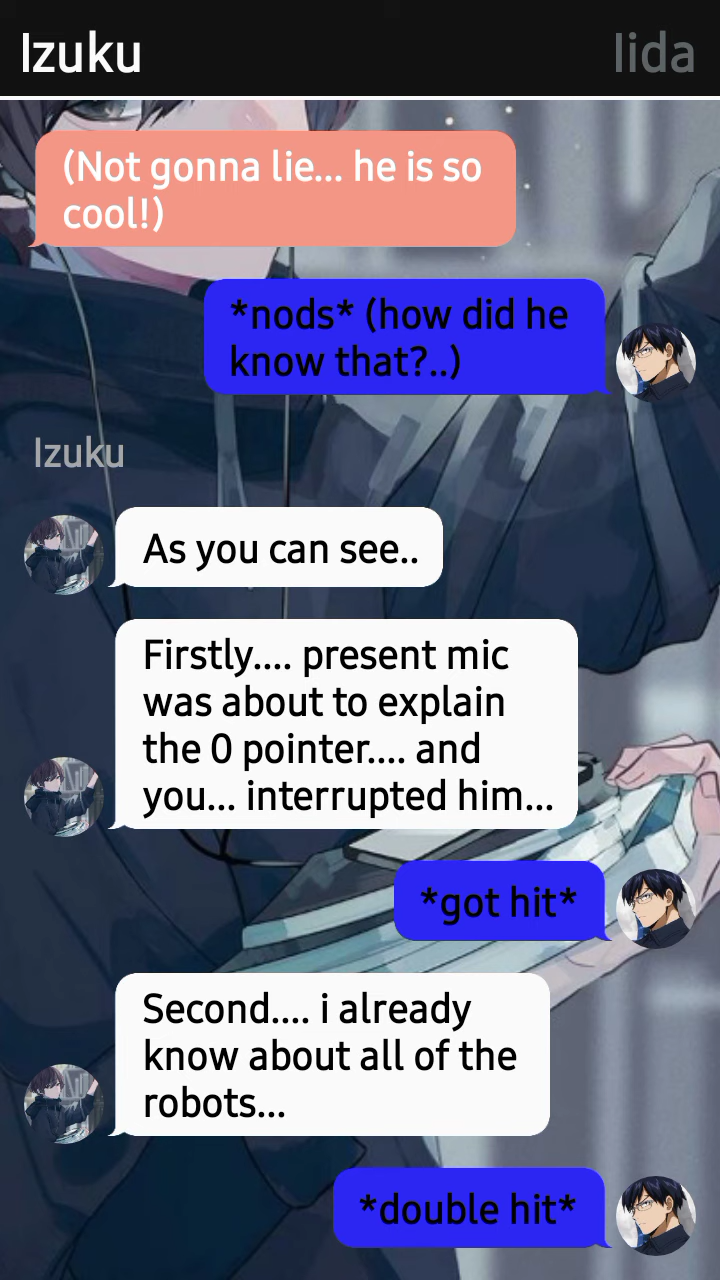 Izuku
Iida
(Not gonna lie... he is so
cool!)
*nods* (how did he
know that?..)
Izuku
As you can see..
Firstly.... present mic
was about to explain
the 0 pointer.... and
you... interrupted him...
*got hit*
Second.... i already
know about all of the
robots...
*double hit*